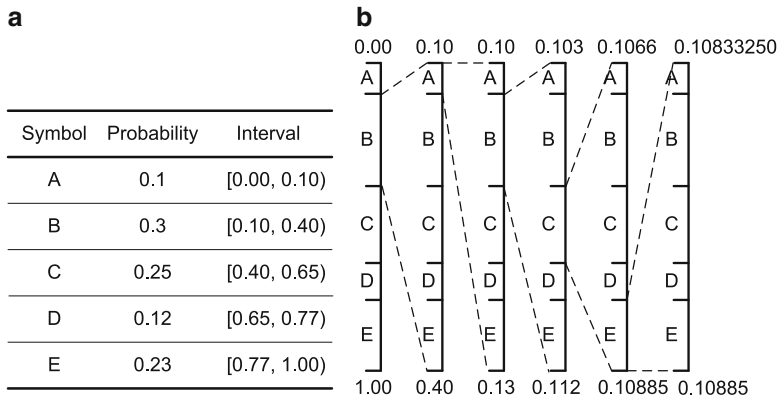 a
Symbol Probability Interval
A 0.1 [0.00, 0.10)
B 0.3 [0.10, 0.40)
C 0.25 [0.40, 0.65)
D 0.12 [0.65, 0.77)
E 0.23 [0.77, 1.00)
b
0.00 0.10 0.10 0.103 0.1066 0.10833250
A A A A A A
B B B B B B
C C C C C C
D D D D D D
E E E E E E
1.00 0.40 0.13 0.112 0.10885 0.10885